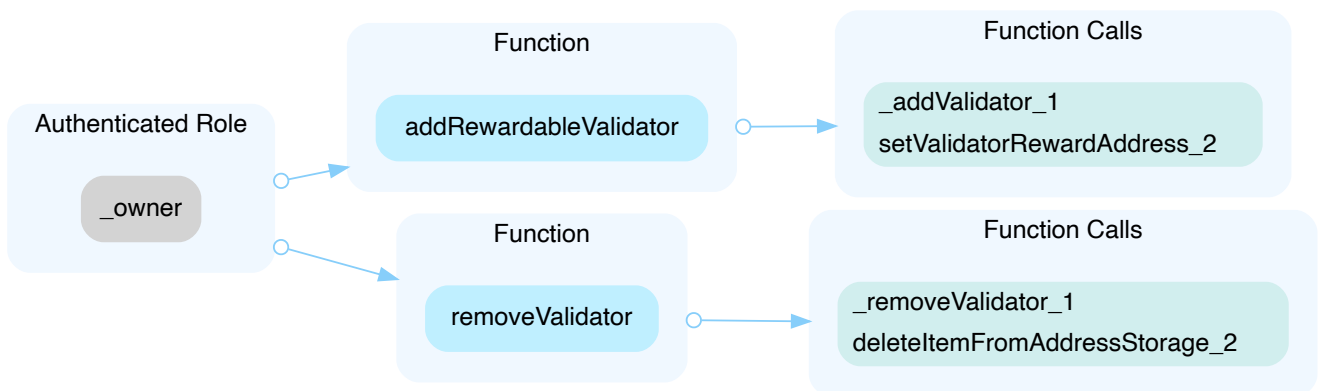 Authenticated Role
_owner
Function
addRewardableValidator
Function Calls
_addValidator_1
setValidatorRewardAddress_2
Function
removeValidator
Function Calls
_removeValidator_1
deleteItemFromAddressStorage_2